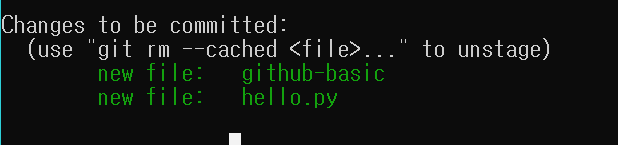 Changes to be committed:
(use "git rm --cached <file>..." to unstage)
new file: github-basic
new file: hello.py